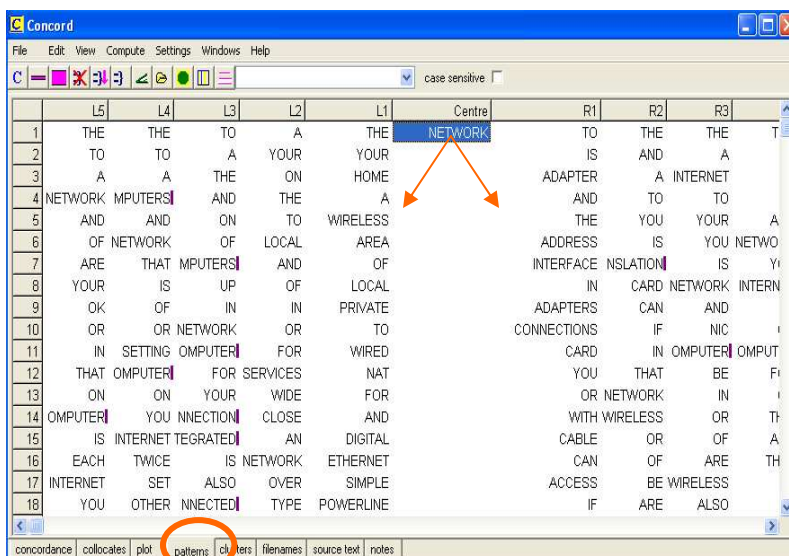 Concord
File Edit View Compute Settings Windows Help
C case sensitive
L5 L4 L3 L2 L1 Centre R1 R2 R3
1 THE THE TO A THE NETWORK TO THE THE T
2 TO TO A YOUR YOUR IS AND A
3 A A THE ON HOME ADAPTER A INTERNET
4 NETWORK MPUTERS AND THE A AND TO TO
5 AND AND ON TO WIRELESS THE YOU YOUR A
6 OF NETWORK OF LOCAL AREA ADDRESS IS YOU NETWO
7 ARE THAT MPUTERS AND OF INTERFACE NSLATION IS Y
8 YOUR IS UP OF LOCAL IN CARD NETWORK INTERN
9 OK OF IN IN PRIVATE ADAPTERS CAN AND
10 OR OR NETWORK OR TO CONNECTIONS IF NIC
11 IN SETTING OMPUTER FOR WIRED CARD IN OMPUTER OMPUT
12 THAT OMPUTER FOR SERVICES NAT YOU THAT BE F
13 ON ON YOUR WIDE FOR OR NETWORK IN
14 OMPUTER YOU NNECTION CLOSE AND WITH WIRELESS OR TH
15 IS INTERNET TEGRATED AN DIGITAL CABLE OR OF A
16 EACH TWICE IS NETWORK ETHERNET CAN OF ARE TH
17 INTERNET SET ALSO OVER SIMPLE ACCESS BE WIRELESS
18 YOU OTHER NNECTED TYPE POWERLINE IF ARE ALSO
concordance collocates plot patterns clusters filenames source text notes